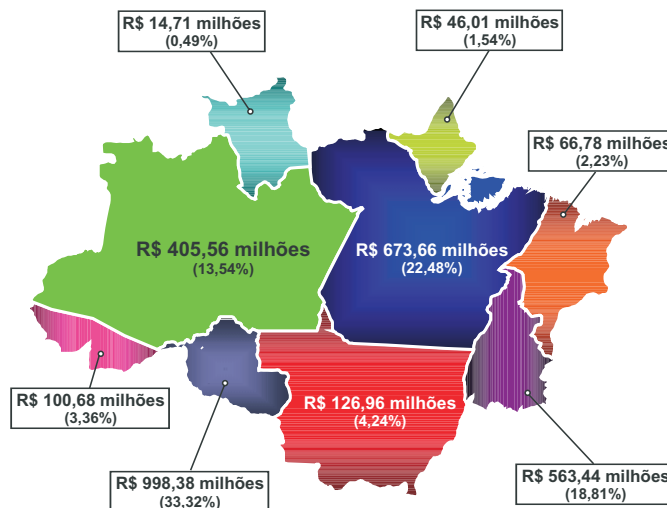 R$ 14,71 milhões
(0,49%)
R$ 46,01 milhões
(1,54%)
R$ 66,78 milhões
(2,23%)
R$ 405,56 milhões
(13,54%)
R$ 673,66 milhões
(22,48%)
R$ 100,68 milhões
(3,36%)
R$ 126,96 milhões
(4,24%)
R$ 998,38 milhões
(33,32%)
R$ 563,44 milhões
(18,81%)